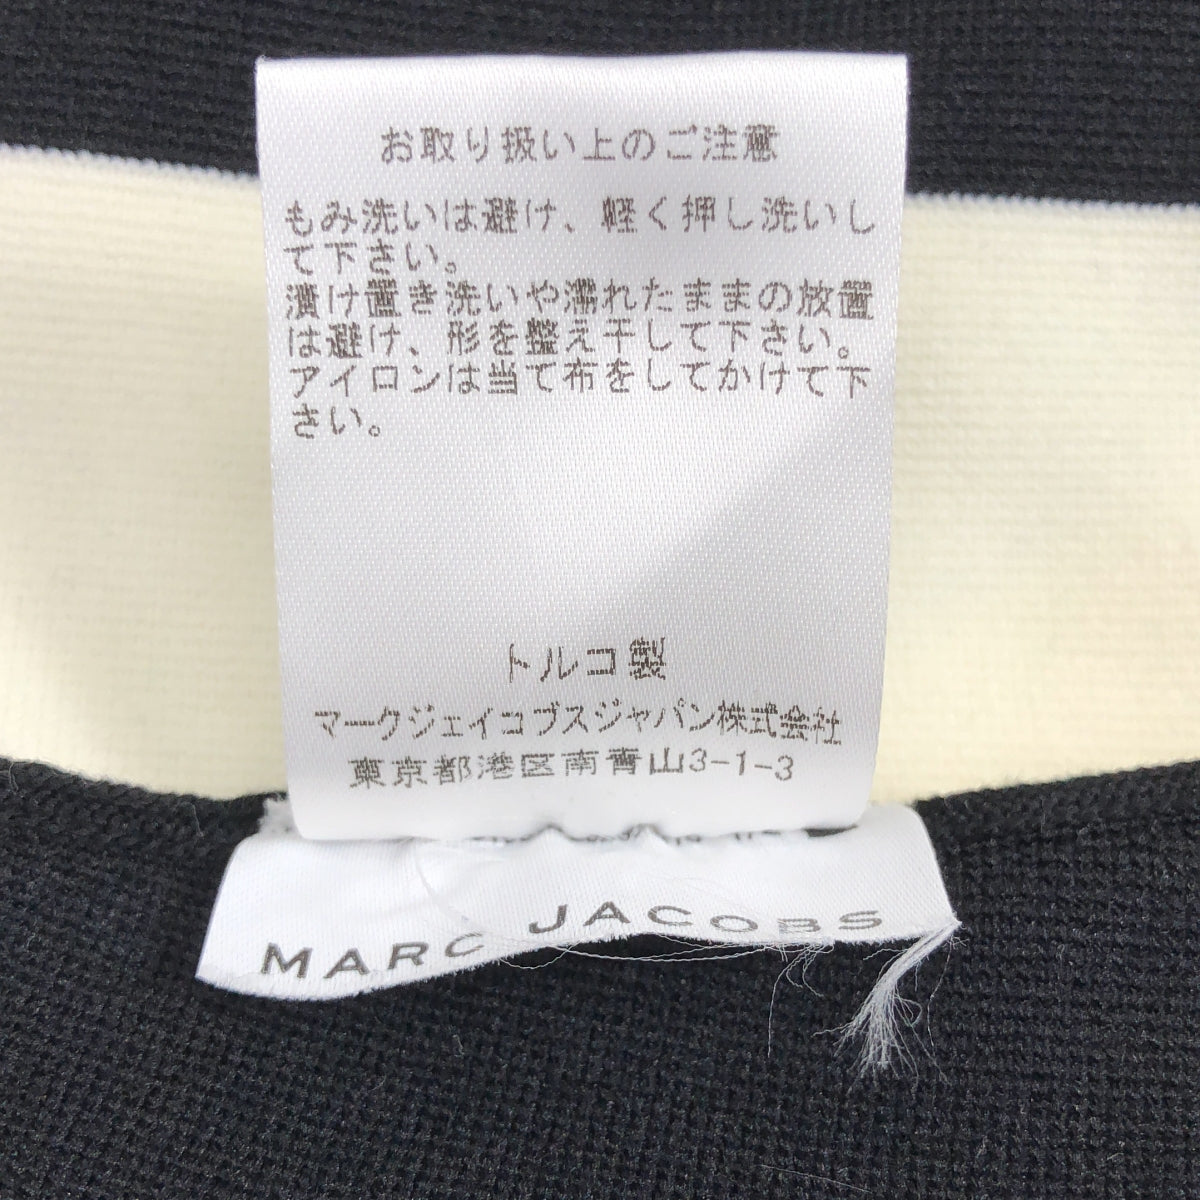 お取り扱い上のご注意
もみ洗いは避け、軽く押し洗いし
て下さい。
漬け置き洗いや濡れたままの放置
は避け、形を整え干して下さい。
アイロンは当て布をしてかけて下
さい。
トルコ製
マークジェイコブスジャパン株式会社
東京都港区南青山3-1-3
MARC JACOBS